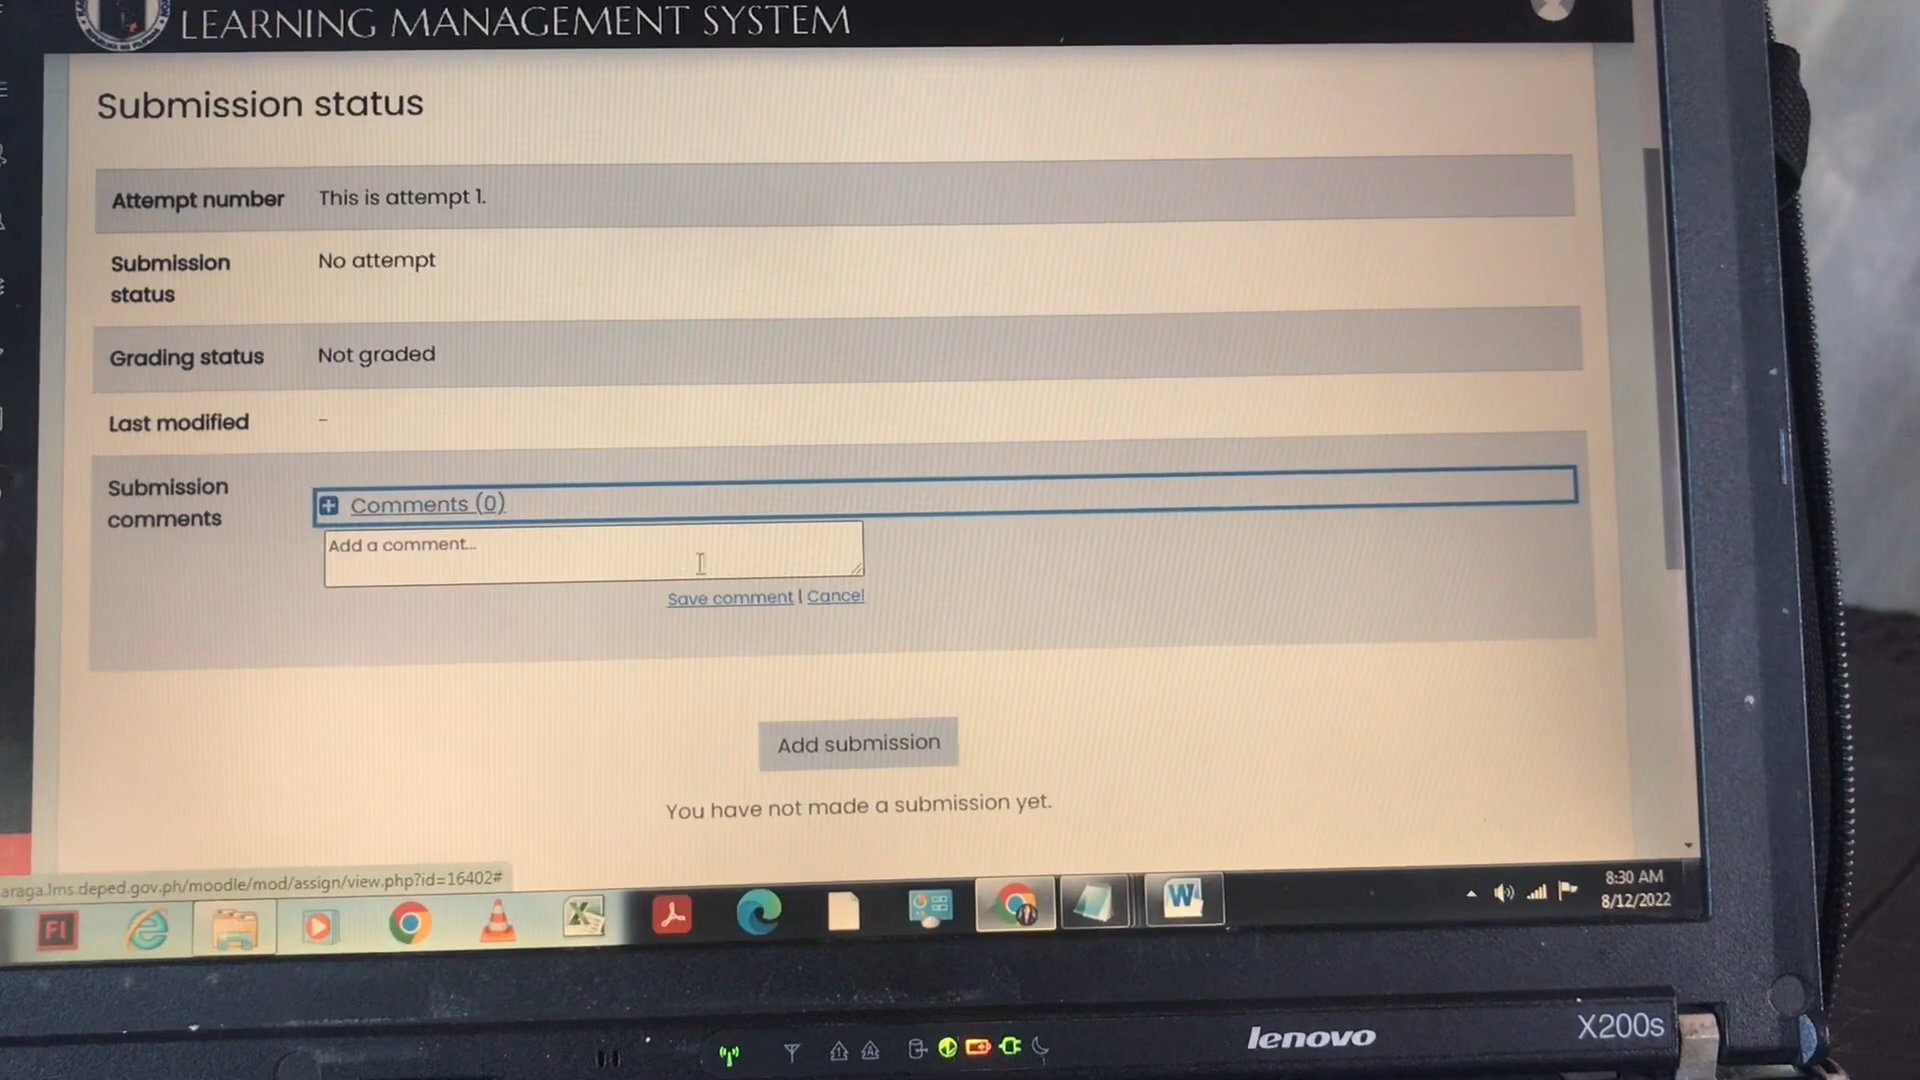 LEARNING MANAGEMENT SYSTEM
Submission status
Attempt number This is attempt 1.
Submission status No attempt
Grading status Not graded
Last modified -
Submission comments Comments (0)
Add a comment...
Save comment | Cancel
Add submission
You have not made a submission yet.
araga.lms.deped.gov.ph/moodle/mod/assign/view.php?id=16402#
8:30 AM
8/12/2022
Fl
W
lenovo
X200s